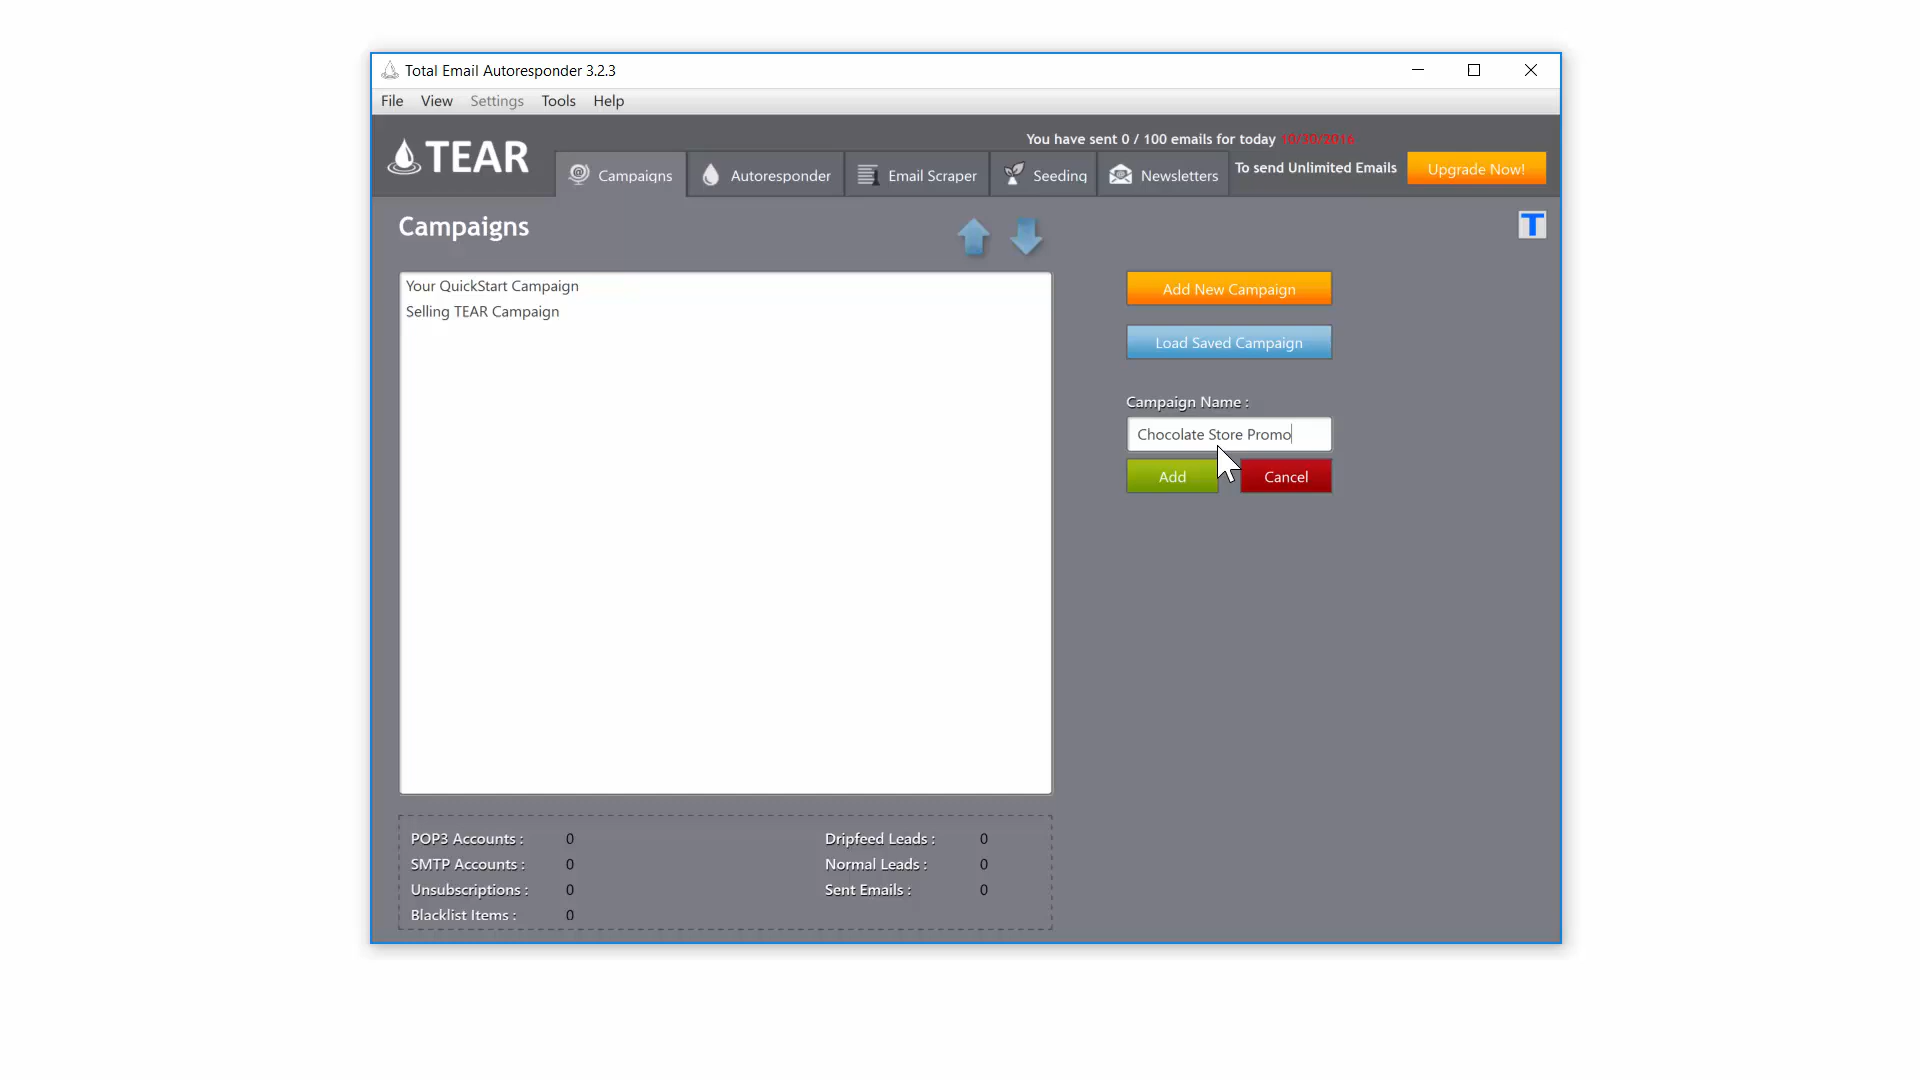 Total Email Autoresponder 3.2.3
File View Settings Tools Help
TEAR
You have sent 0 / 100 emails for today 10/30/2016
Campaigns
Autoresponder
Email Scraper
Seeding
Newsletters
To send Unlimited Emails
Upgrade Now!
Campaigns
T
Your QuickStart Campaign
Selling TEAR Campaign
Add New Campaign
Load Saved Campaign
Campaign Name :
Chocolate Store Promo
Add
Cancel
POP3 Accounts : 0
SMTP Accounts : 0
Unsubscriptions : 0
Blacklist Items : 0
Dripfeed Leads : 0
Normal Leads : 0
Sent Emails : 0